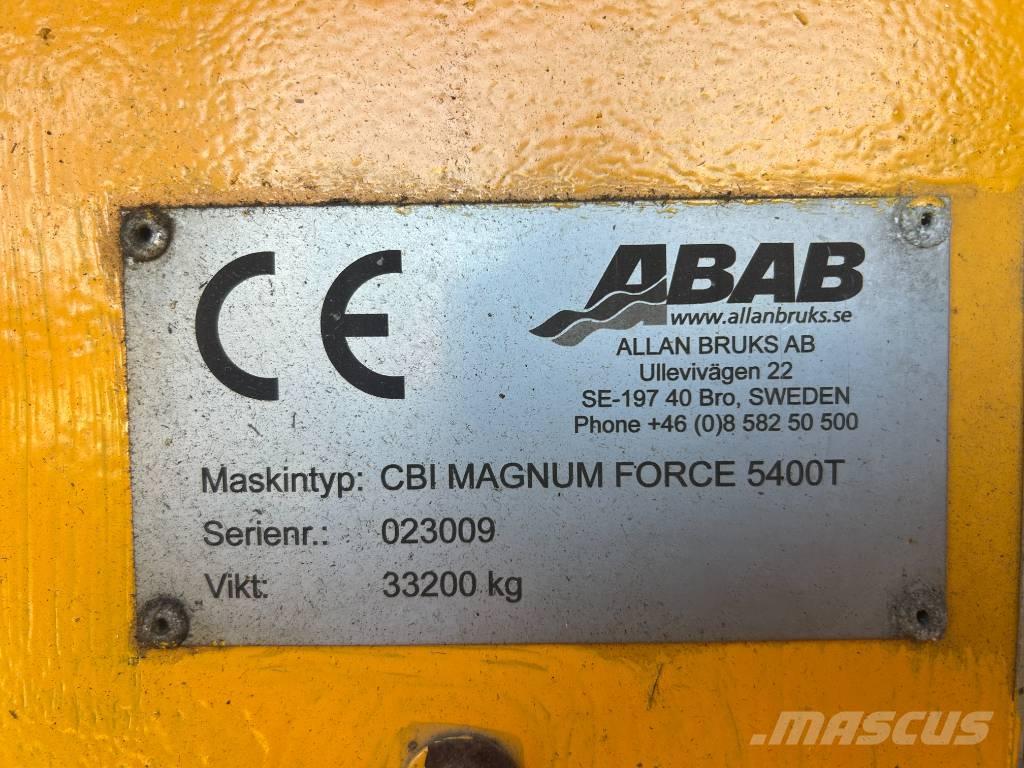 CE
ABAB
www.allanbruks.se
ALLAN BRUKS AB
Ullevivägen 22
SE-197 40 Bro, SWEDEN
Phone +46 (0)8 582 50 500
Maskintyp: CBI MAGNUM FORCE 5400T
Serienr.: 023009
Vikt: 33200 kg
MASCUS